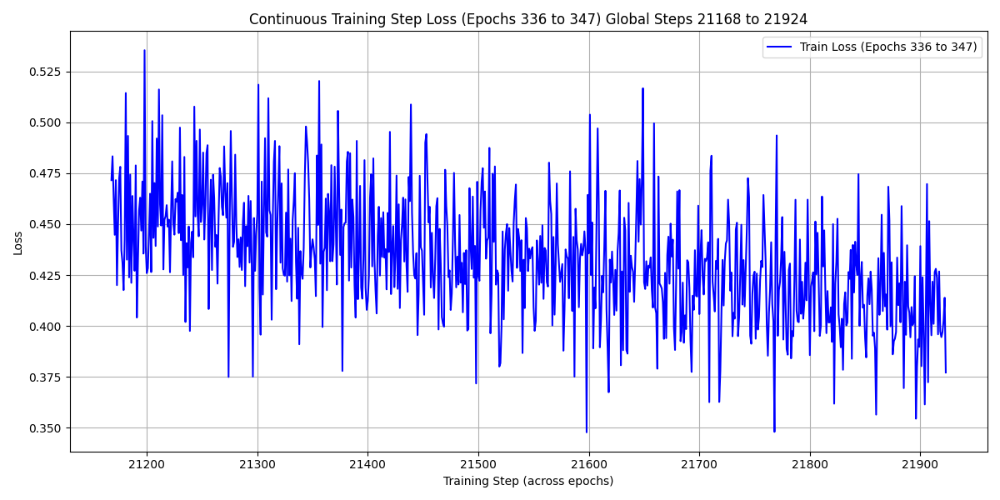 Continuous Training Step Loss (Epochs 336 to 347) Global Steps 21168 to 21924
Train Loss (Epochs 336 to 347)
Loss
0.525
0.500
0.475
0.450
0.425
0.400
0.375
0.350
21200 21300 21400 21500 21600 21700 21800 21900
Training Step (across epochs)